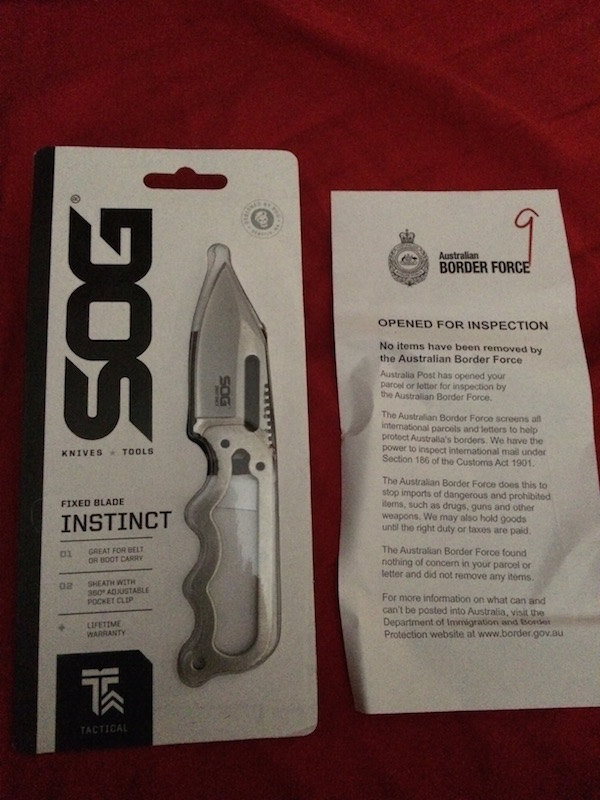 SOG®
KNIVES ★ TOOLS
FIXED BLADE
INSTINCT
01 GREAT FOR BELT
OR BOOT CARRY
02 SHEATH WITH
360° ADJUSTABLE
POCKET CLIP
+ LIFETIME
WARRANTY
TACTICAL
SOG
9
Australian
BORDER FORCE
OPENED FOR INSPECTION
No items have been removed by
the Australian Border Force
Australia Post has opened your
parcel or letter for inspection by
the Australian Border Force.
The Australian Border Force screens all
international parcels and letters to help
protect Australia's borders. We have the
power to inspect international mail under
Section 186 of the Customs Act 1901.
The Australian Border Force does this to
stop imports of dangerous and prohibited
items, such as drugs, guns and other
weapons. We may also hold goods
until the right duty or taxes are paid.
The Australian Border Force found
nothing of concern in your parcel or
letter and did not remove any items.
For more information on what can and
can't be posted into Australia, visit the
Department of Immigration and Border
Protection website at www.border.gov.au